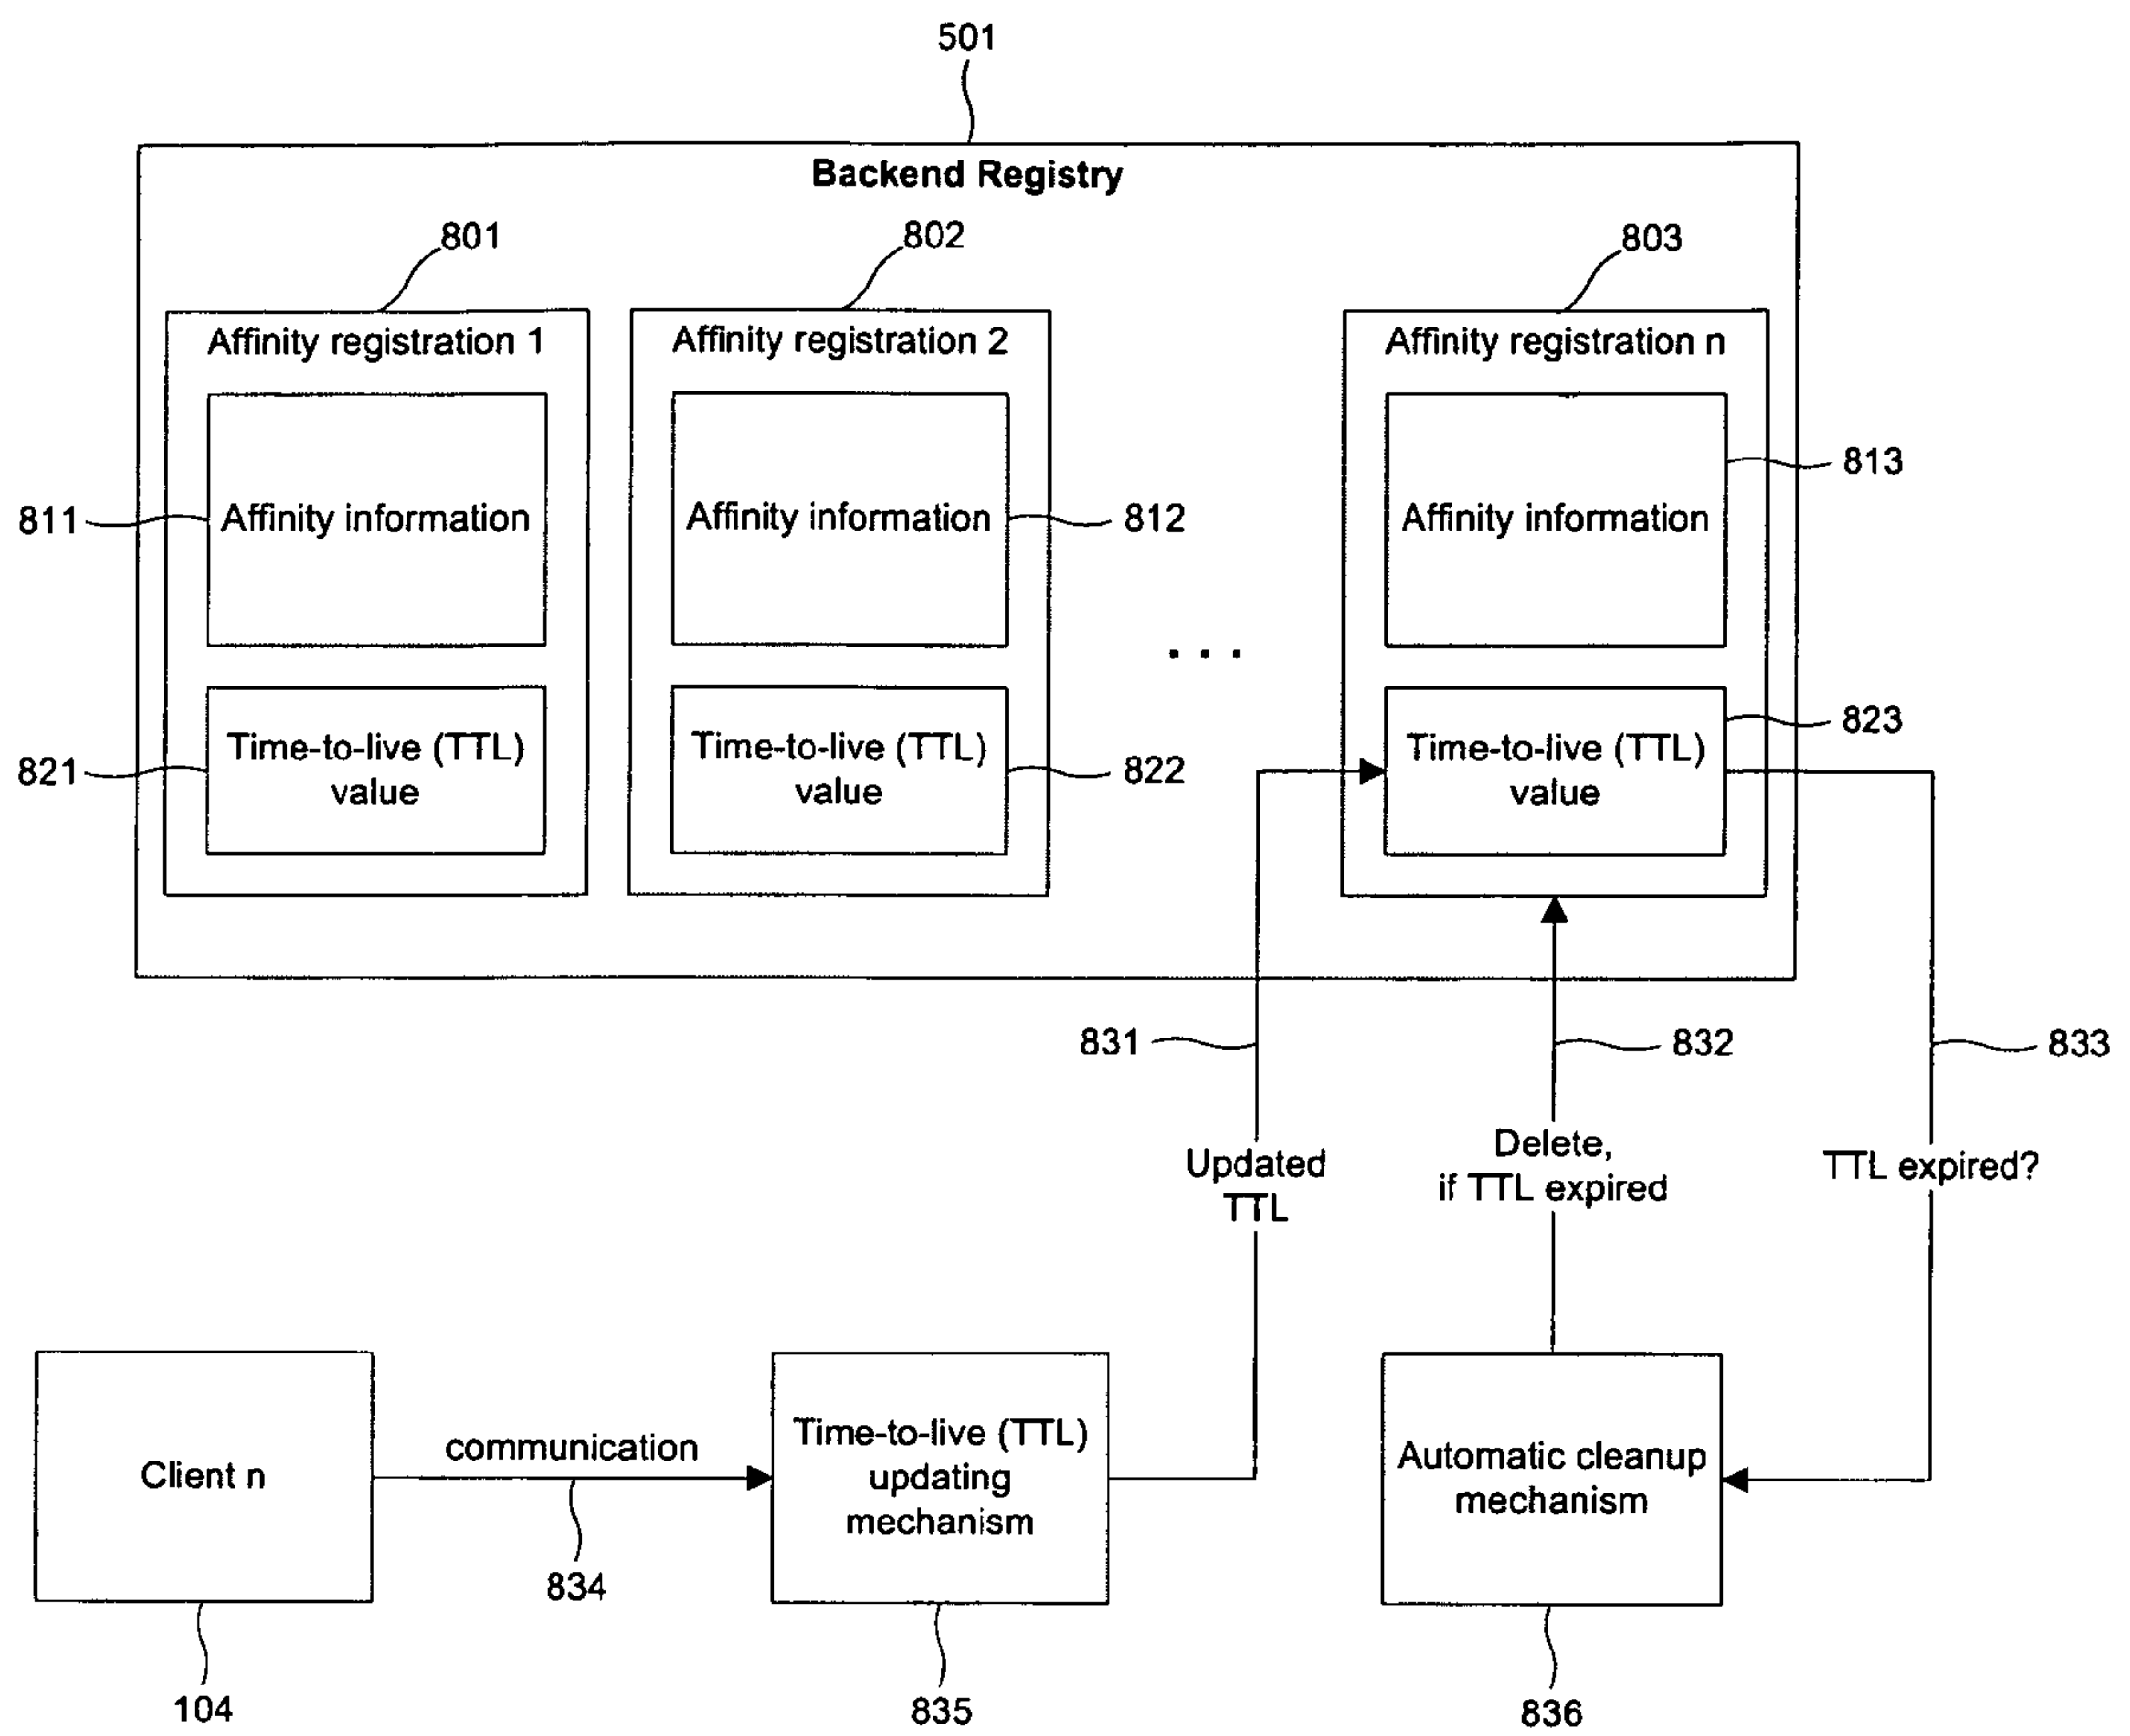 501
Backend Registry
801
802
803
Affinity registration 1
Affinity registration 2
Affinity registration n
813
811
Affinity information
Affinity information
812
Affinity information
. . .
823
821
Time-to-live (TTL)
value
Time-to-live (TTL)
value
822
Time-to-live (TTL)
value
831
832
833
Updated
TTL
Delete,
if TTL expired
TTL expired?
Client n
communication
834
Time-to-live (TTL)
updating
mechanism
Automatic cleanup
mechanism
104
835
836